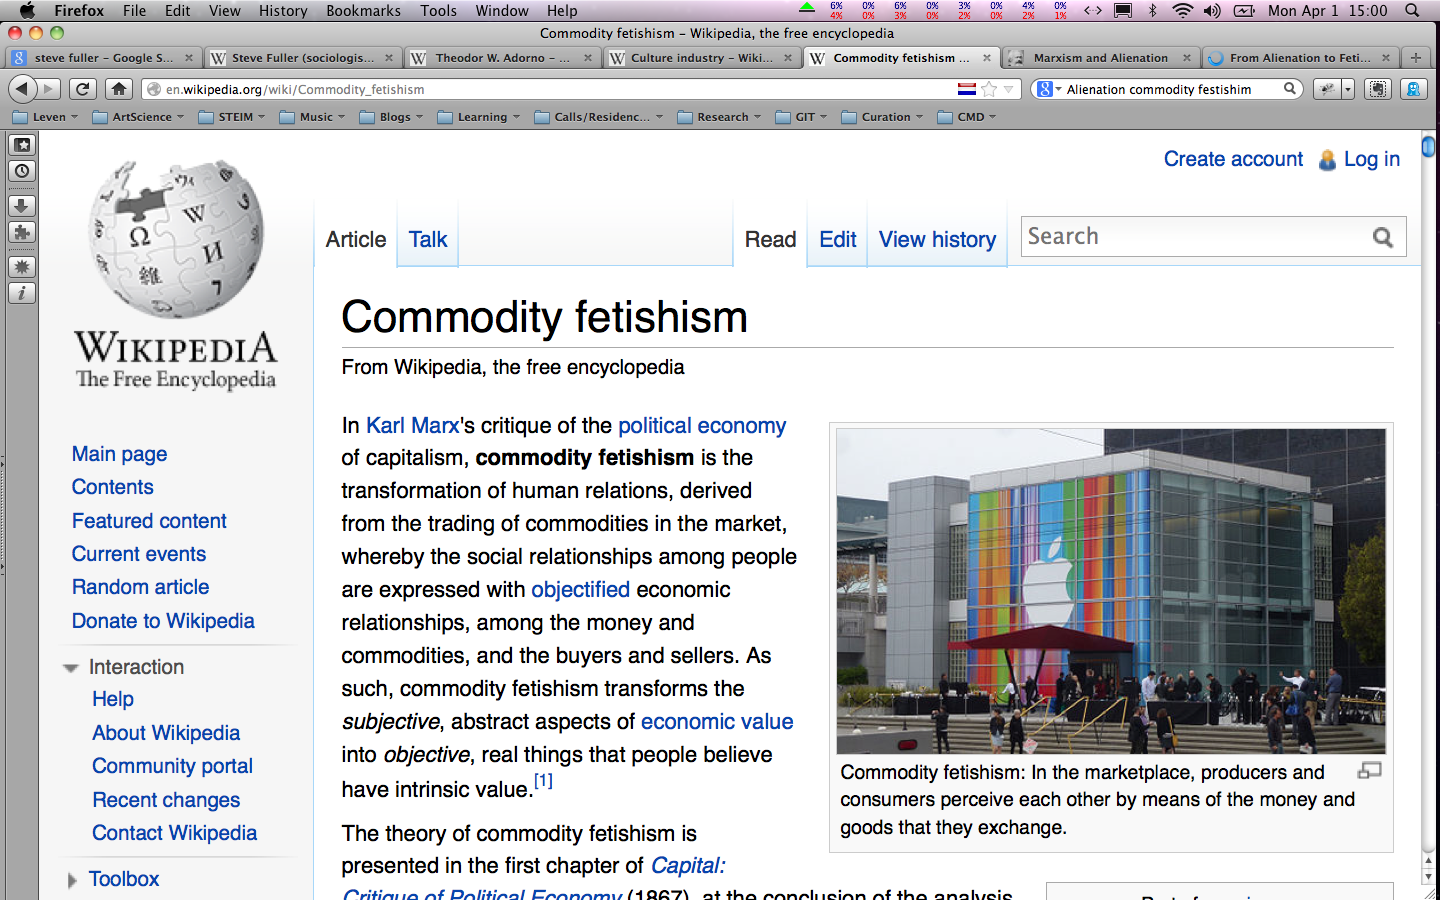 Firefox File Edit View History Bookmarks Tools Window Help
6% 0% 6% 0% 3% 0% 4% 0%
4% 0% 3% 0% 2% 0% 2% 1%
Mon Apr 1 15:00
Commodity fetishism – Wikipedia, the free encyclopedia
steve fuller – Google S...
Steve Fuller (sociologis...
Theodor W. Adorno – ...
Culture industry – Wiki...
Commodity fetishism ...
Marxism and Alienation
From Alienation to Feti...
en.wikipedia.org/wiki/Commodity_fetishism
Alienation commodity festishim
Leven ArtScience STEIM Music Blogs Learning Calls/Residenc... Research GIT Curation CMD
Create account Log in
Article Talk Read Edit View history Search
WIKIPEDIA
The Free Encyclopedia
Main page
Contents
Featured content
Current events
Random article
Donate to Wikipedia
Interaction
Help
About Wikipedia
Community portal
Recent changes
Contact Wikipedia
Toolbox
Commodity fetishism
From Wikipedia, the free encyclopedia
In Karl Marx's critique of the political economy
of capitalism, commodity fetishism is the
transformation of human relations, derived
from the trading of commodities in the market,
whereby the social relationships among people
are expressed with objectified economic
relationships, among the money and
commodities, and the buyers and sellers. As
such, commodity fetishism transforms the
subjective, abstract aspects of economic value
into objective, real things that people believe
have intrinsic value.[1]
The theory of commodity fetishism is
presented in the first chapter of Capital:
Critique of Political Economy (1867), at the conclusion of the analysis
Commodity fetishism: In the marketplace, producers and
consumers perceive each other by means of the money and
goods that they exchange.